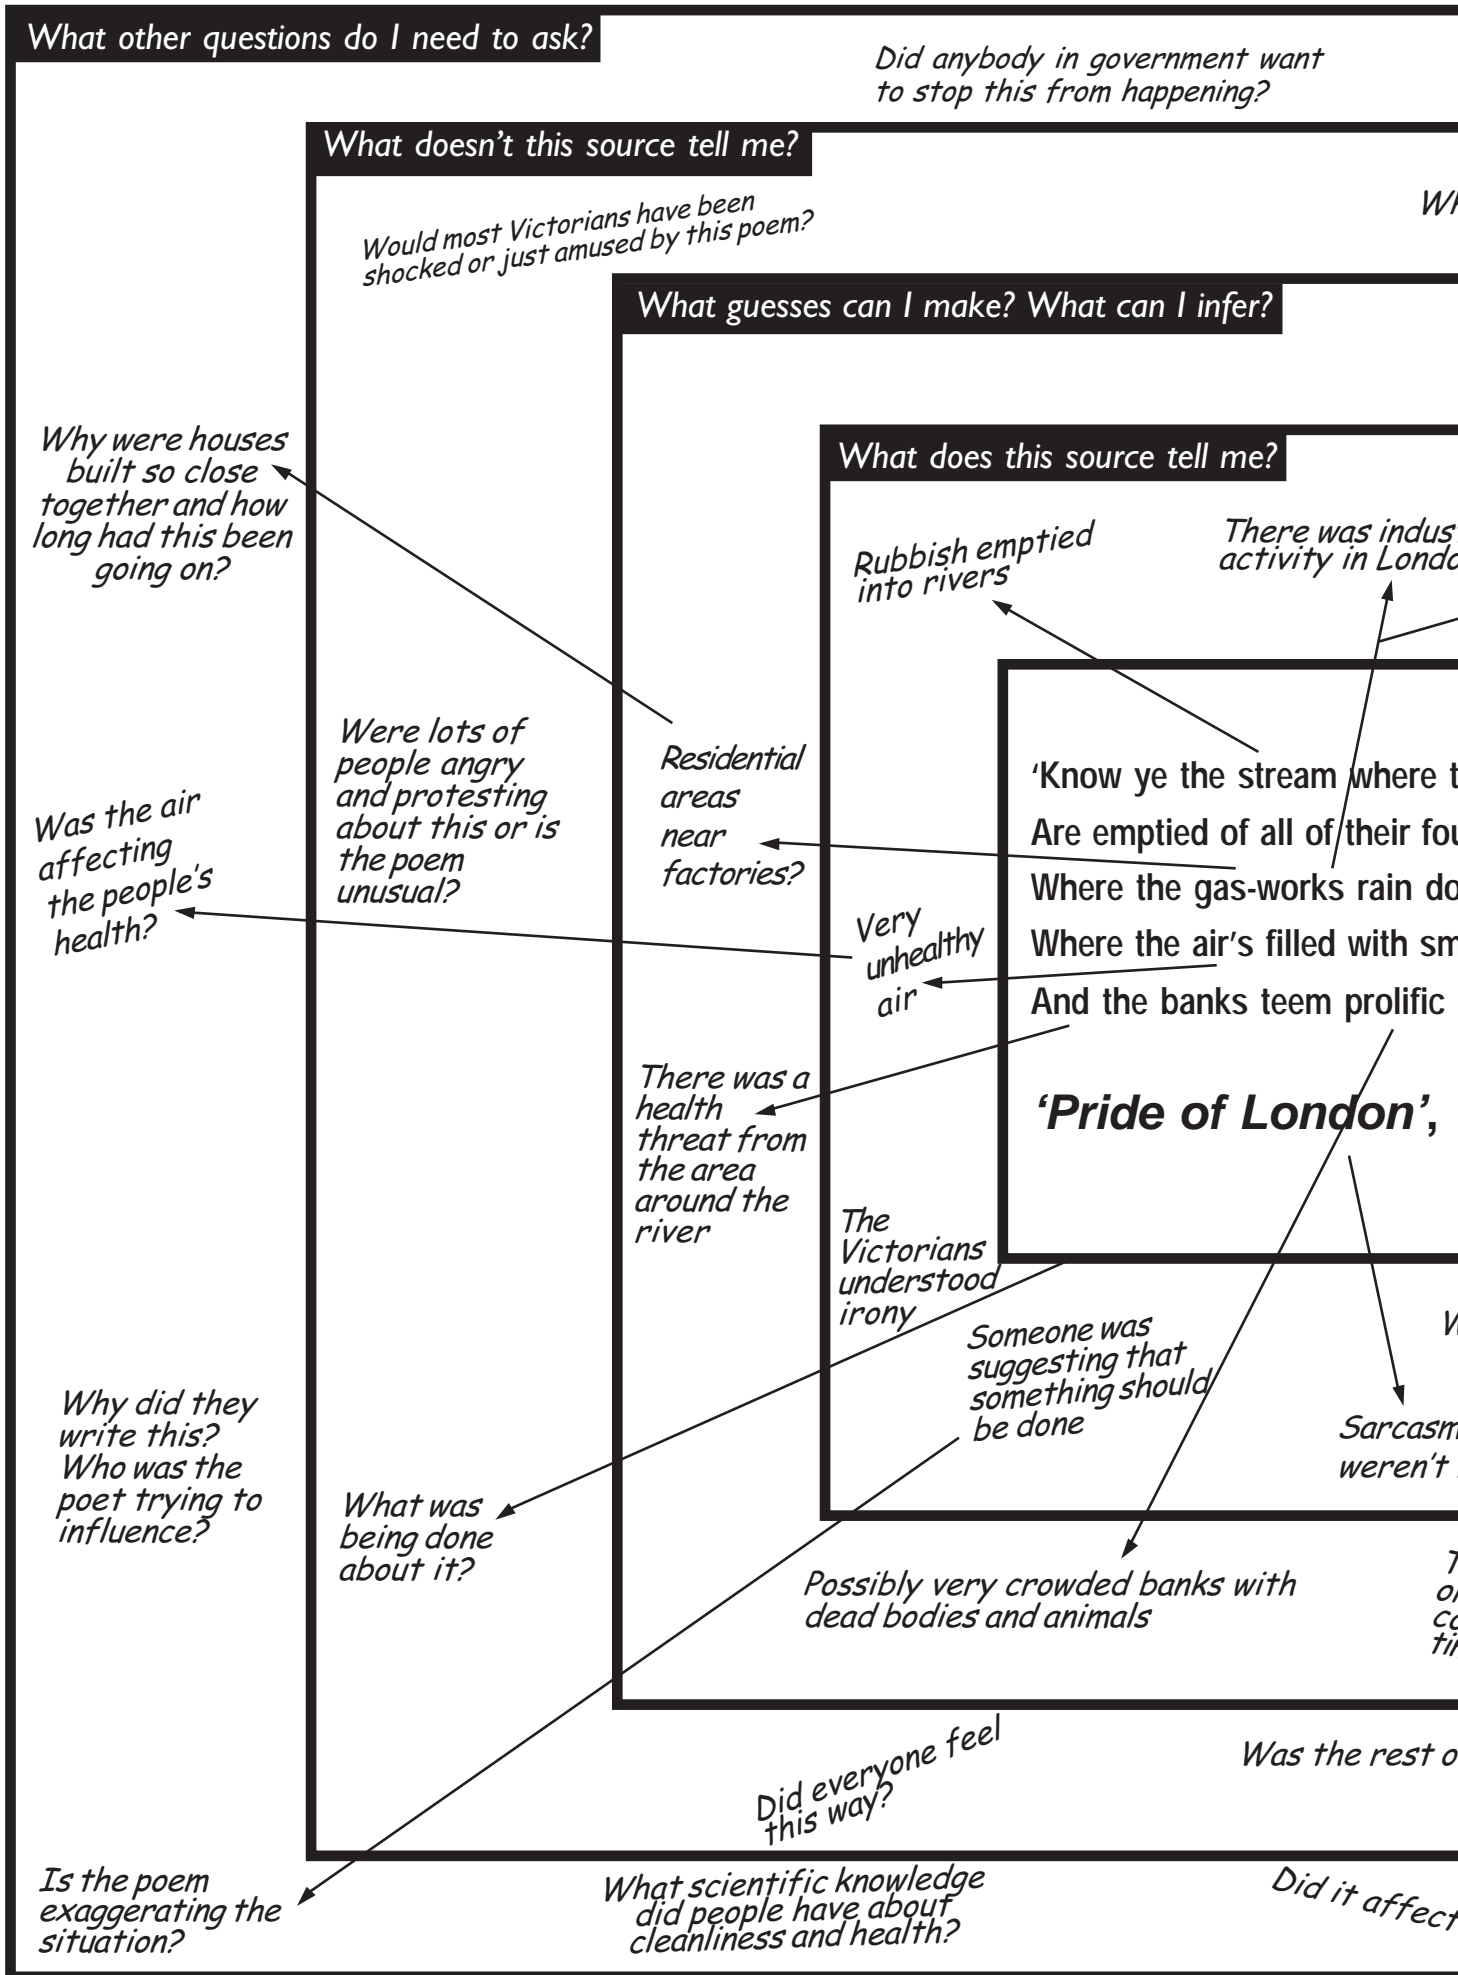 What other questions do I need to ask?
Did anybody in government want
to stop this from happening?
What doesn't this source tell me?
Would most Victorians have been
shocked or just amused by this poem?
What guesses can I make? What can I infer?
Why were houses
built so close
together and how
long had this been
going on?
What does this source tell me?
Rubbish emptied
into rivers
There was
activity in
Were lots of
people angry
and protesting
about this or is
the poem
unusual?
Residential
areas
near
factories?
Was the air
affecting
the people's
health?
Very
unhealthy
air
'Know ye the stream where
Are emptied of all of their
Where the gas-works rain
Where the air's filled with
And the banks teem prolific
'Pride of London',
There was a
health
threat from
the area
around the
river
The
Victorians
understood
irony
Someone was
suggesting that
something should
be done
Sarcasm
weren't
Why did they
write this?
Who was the
poet trying to
influence?
What was
being done
about it?
Possibly very crowded banks with
dead bodies and animals
Did everyone feel
this way?
Was the rest
Is the poem
exaggerating the
situation?
What scientific knowledge
did people have about
cleanliness and health?
Did it affect